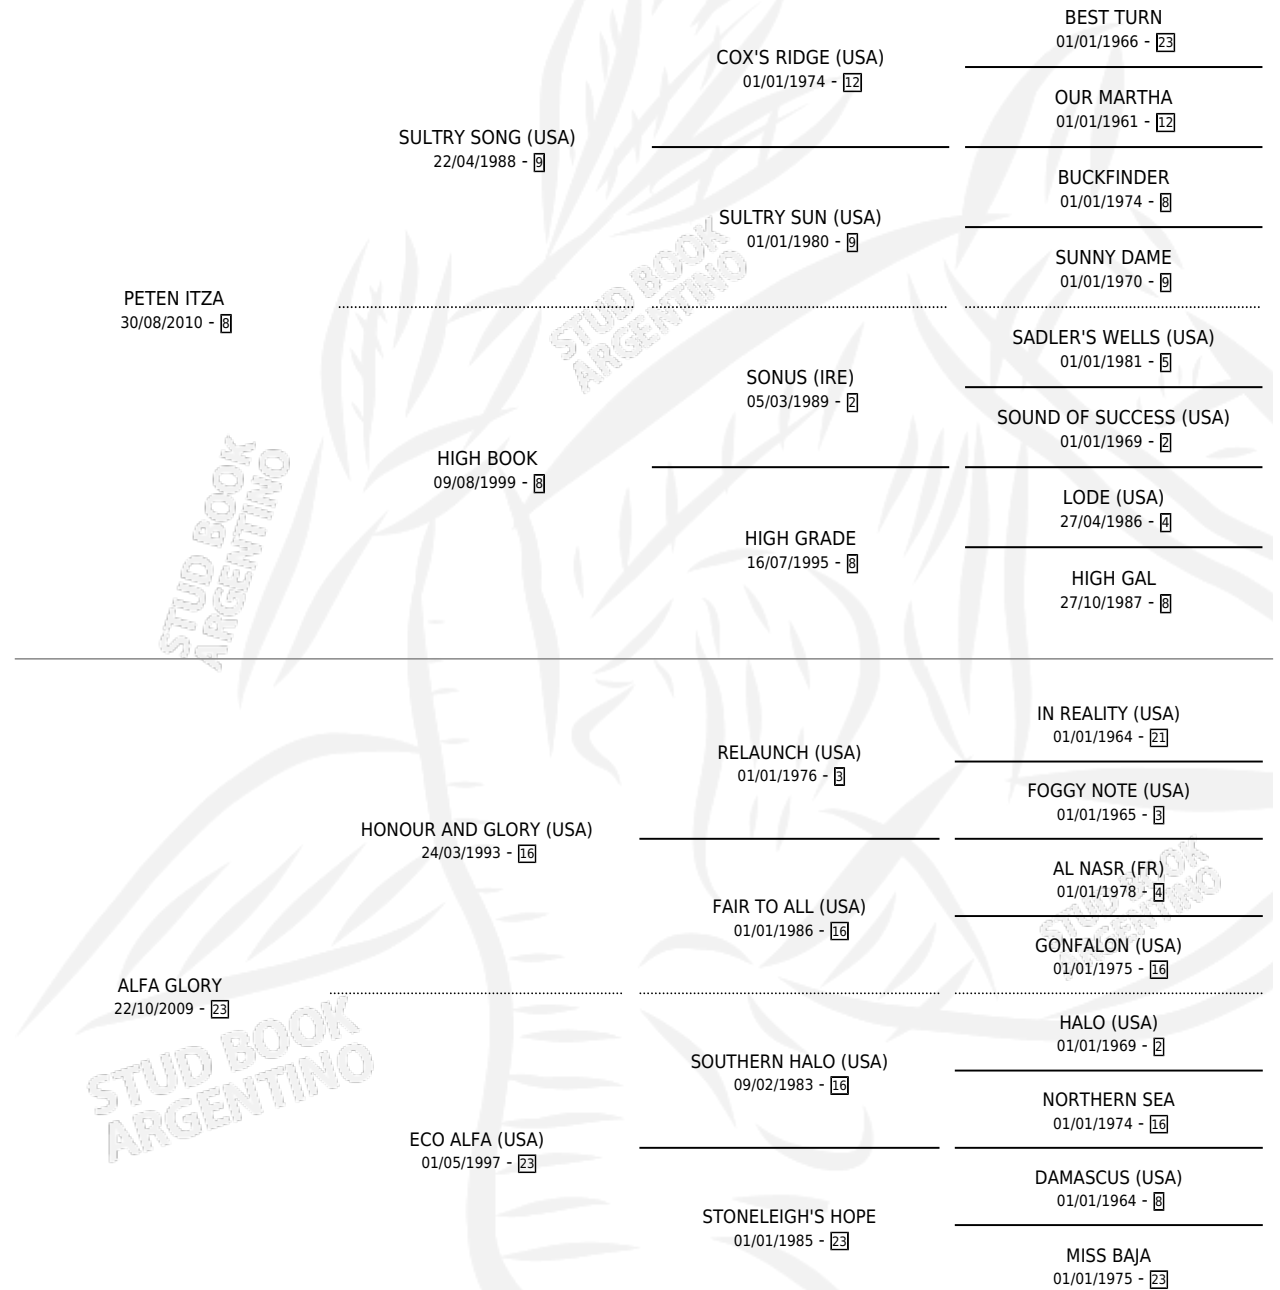 BEST TURN
01/01/1966 - 23
COX'S RIDGE (USA)
01/01/1974 - 12
OUR MARTHA
01/01/1961 - 12
SULTRY SONG (USA)
22/04/1988 - 9
BUCKFINDER
01/01/1974 - 8
SULTRY SUN (USA)
01/01/1980 - 9
SUNNY DAME
01/01/1970 - 9
PETEN ITZA
30/08/2010 - 8
SADLER'S WELLS (USA)
01/01/1981 - 5
SONUS (IRE)
05/03/1989 - 2
SOUND OF SUCCESS (USA)
01/01/1969 - 2
HIGH BOOK
09/08/1999 - 8
LODE (USA)
27/04/1986 - 4
HIGH GRADE
16/07/1995 - 8
HIGH GAL
27/10/1987 - 8
IN REALITY (USA)
01/01/1964 - 21
RELAUNCH (USA)
01/01/1976 - 3
FOGGY NOTE (USA)
01/01/1965 - 3
HONOUR AND GLORY (USA)
24/03/1993 - 16
AL NASR (FR)
01/01/1978 - 4
FAIR TO ALL (USA)
01/01/1986 - 16
GONFALON (USA)
01/01/1975 - 16
ALFA GLORY
22/10/2009 - 23
HALO (USA)
01/01/1969 - 2
SOUTHERN HALO (USA)
09/02/1983 - 16
NORTHERN SEA
01/01/1974 - 16
ECO ALFA (USA)
01/05/1997 - 23
DAMASCUS (USA)
01/01/1964 - 8
STONELEIGH'S HOPE
01/01/1985 - 23
MISS BAJA
01/01/1975 - 23
STUD BOOK
ARGENTINO
STUD BOOK
ARGENTINO
STUD BOOK
ARGENTINO
STUD BOOK
ARGENTINO